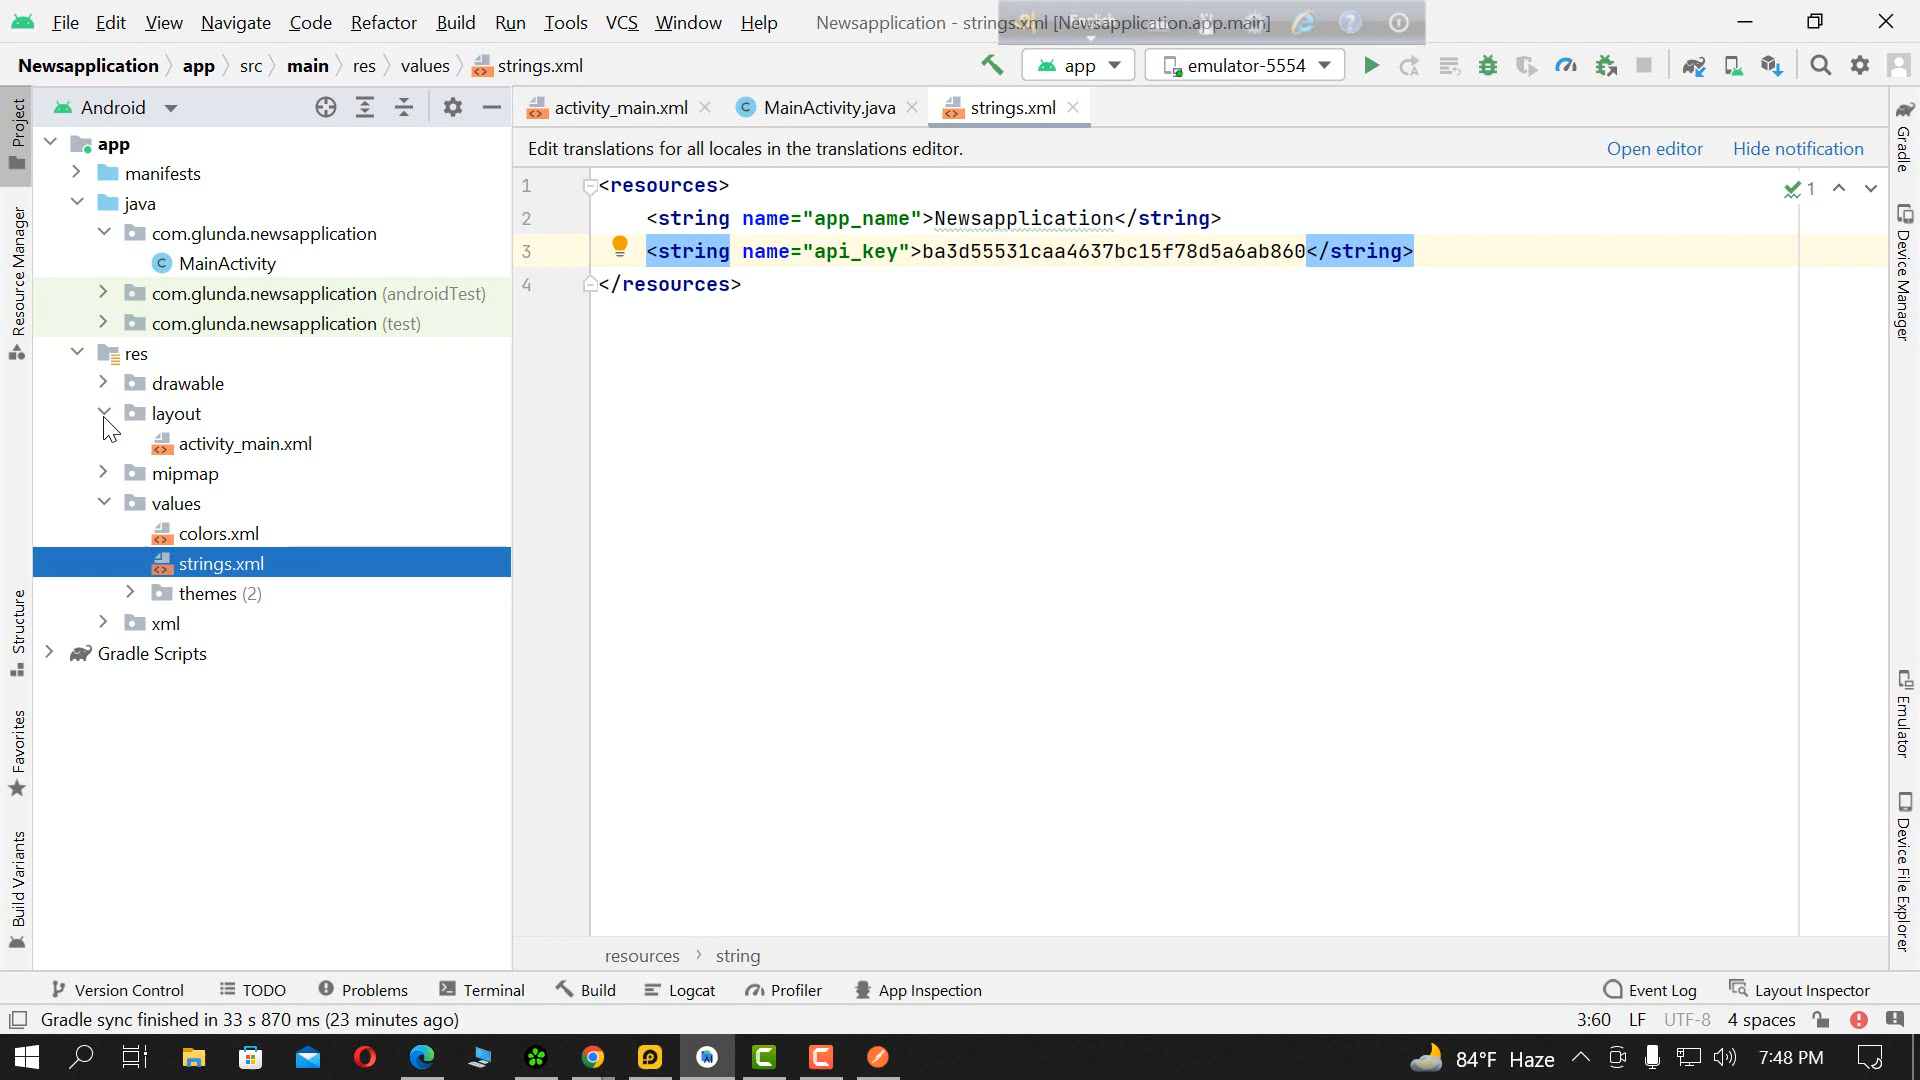 File Edit View Navigate Code Refactor Build Run Tools VCS Window Help Newsapplication - strings.xml [Newsapplication.app.main]
Newsapplication app src main res values strings.xml app emulator-5554
Project
Android
activity_main.xml MainActivity.java strings.xml
Edit translations for all locales in the translations editor. Open editor Hide notification
app
manifests
java
com.glunda.newsapplication
MainActivity
com.glunda.newsapplication (androidTest)
com.glunda.newsapplication (test)
res
drawable
layout
activity_main.xml
mipmap
values
colors.xml
strings.xml
themes (2)
xml
Gradle Scripts
1 <resources>
2 <string name="app_name">Newsapplication</string>
3 <string name="api_key">ba3d55531caa4637bc15f78d5a6ab860</string>
4 </resources>
1
Resource Manager
Structure
Favorites
Build Variants
Gradle
Device Manager
Emulator
Device File Explorer
resources string
Version Control TODO Problems Terminal Build Logcat Profiler App Inspection Event Log Layout Inspector
Gradle sync finished in 33 s 870 ms (23 minutes ago) 3:60 LF UTF-8 4 spaces
84°F Haze 7:48 PM